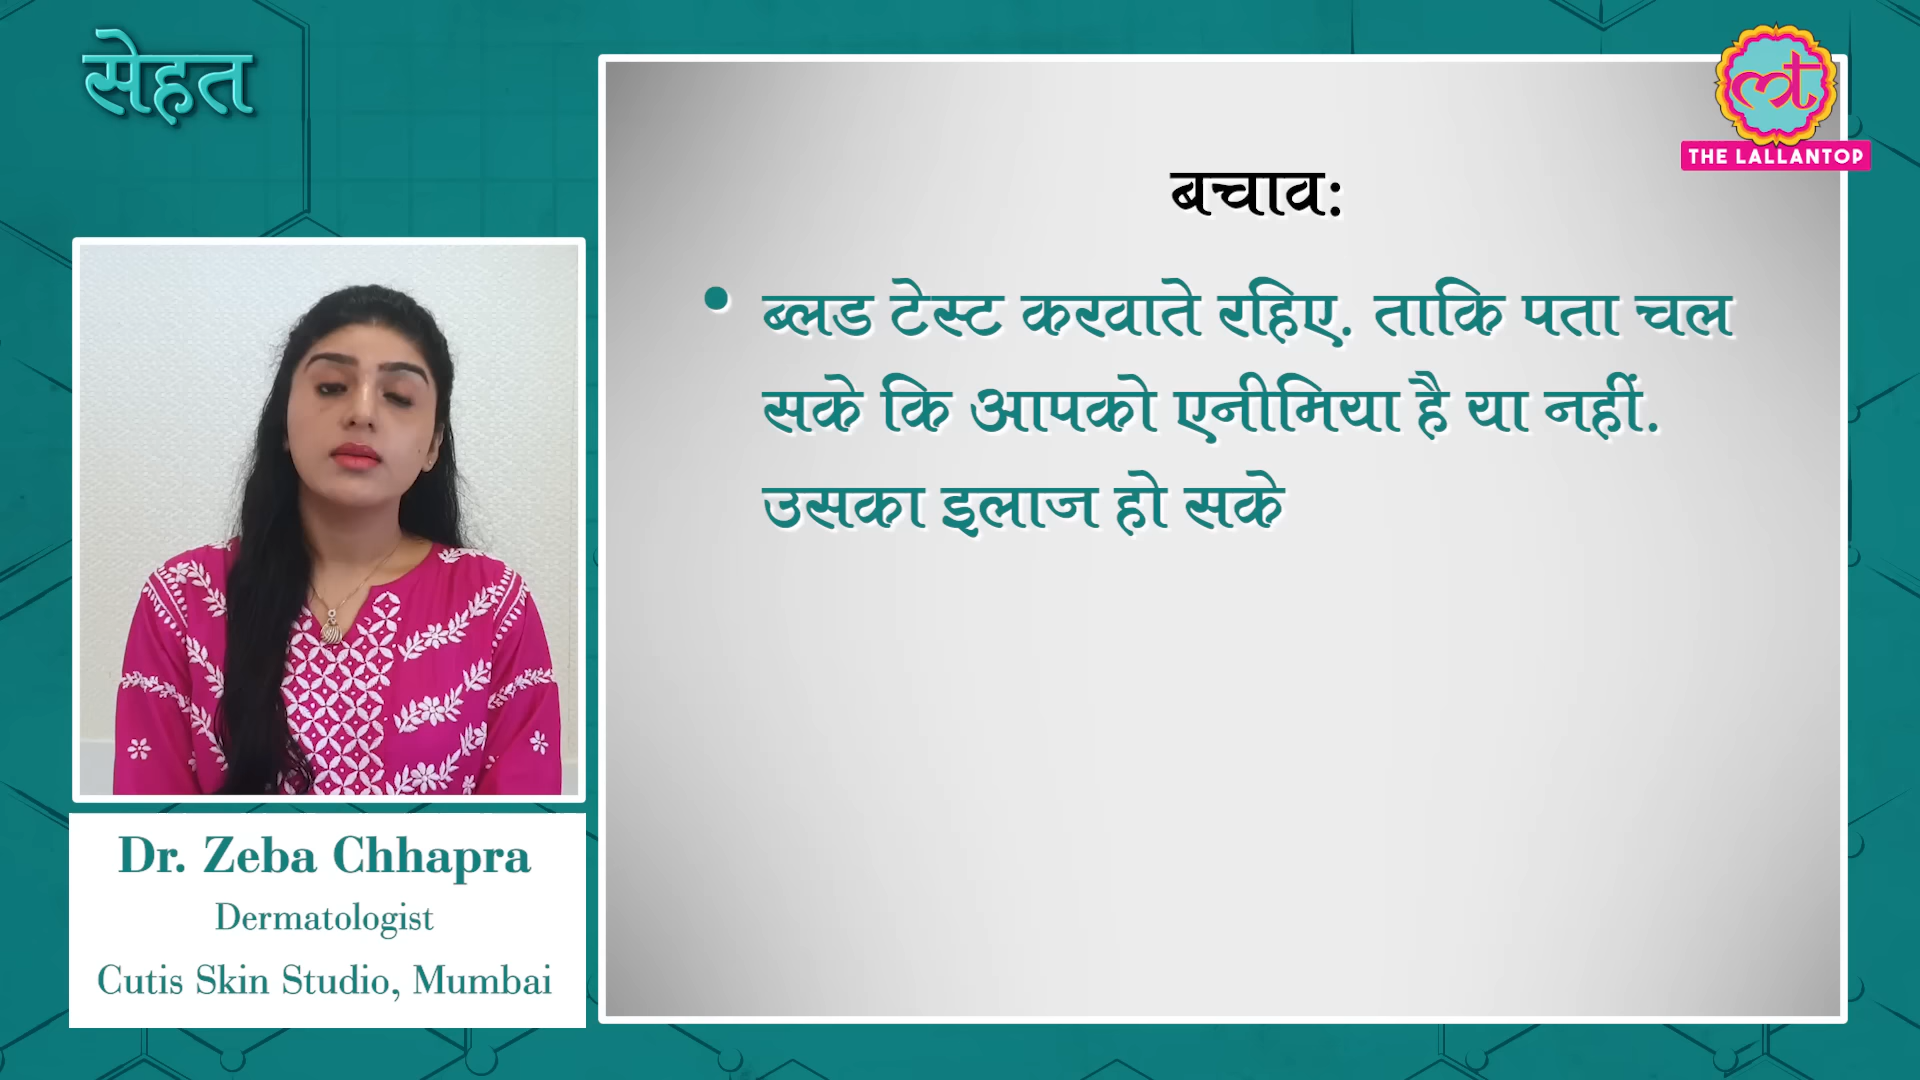 सेहत
THE LALLANTOP
बचाव:
• ब्लड टेस्ट करवाते रहिए. ताकि पता चल
सके कि आपको एनीमिया है या नहीं.
उसका इलाज हो सके
Dr. Zeba Chhapra
Dermatologist
Cutis Skin Studio, Mumbai